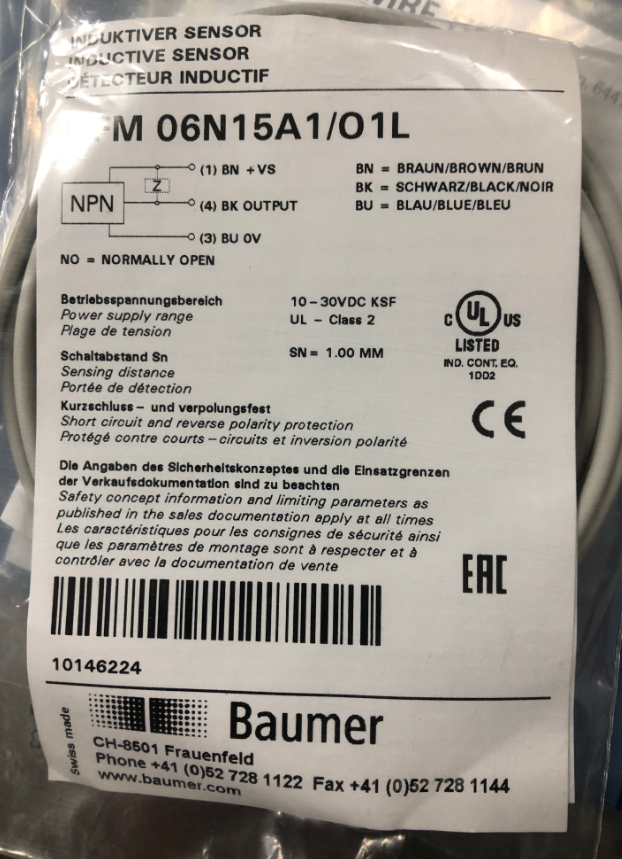 INDUKTIVER SENSOR
INDUCTIVE SENSOR
DÉTECTEUR INDUCTIF
FM 06N15A1/O1L
NPN
Z
(1) BN +VS
(4) BK OUTPUT
(3) BU 0V
BN = BRAUN/BROWN/BRUN
BK = SCHWARZ/BLACK/NOIR
BU = BLAU/BLUE/BLEU
NO = NORMALLY OPEN
Betriebsspannungsbereich
Power supply range
Plage de tension
10–30VDC KSF
UL – Class 2
Schaltabstand Sn
Sensing distance
Portée de détection
SN = 1.00 MM
C UL US
LISTED
IND. CONT. EQ.
1DD2
Kurzschluss – und verpolungsfest
Short circuit and reverse polarity protection
Protégé contre courts – circuits et inversion polarité
CE
Die Angaben des Sicherheitskonzeptes und die Einsatzgrenzen
der Verkaufsdokumentation sind zu beachten
Safety concept information and limiting parameters as
published in the sales documentation apply at all times
Les caractéristiques pour les consignes de sécurité ainsi
que les paramètres de montage sont à respecter et à
contrôler avec la documentation de vente
EAC
10146224
Swiss made
Baumer
CH-8501 Frauenfeld
Phone +41 (0)52 728 1122 Fax +41 (0)52 728 1144
www.baumer.com